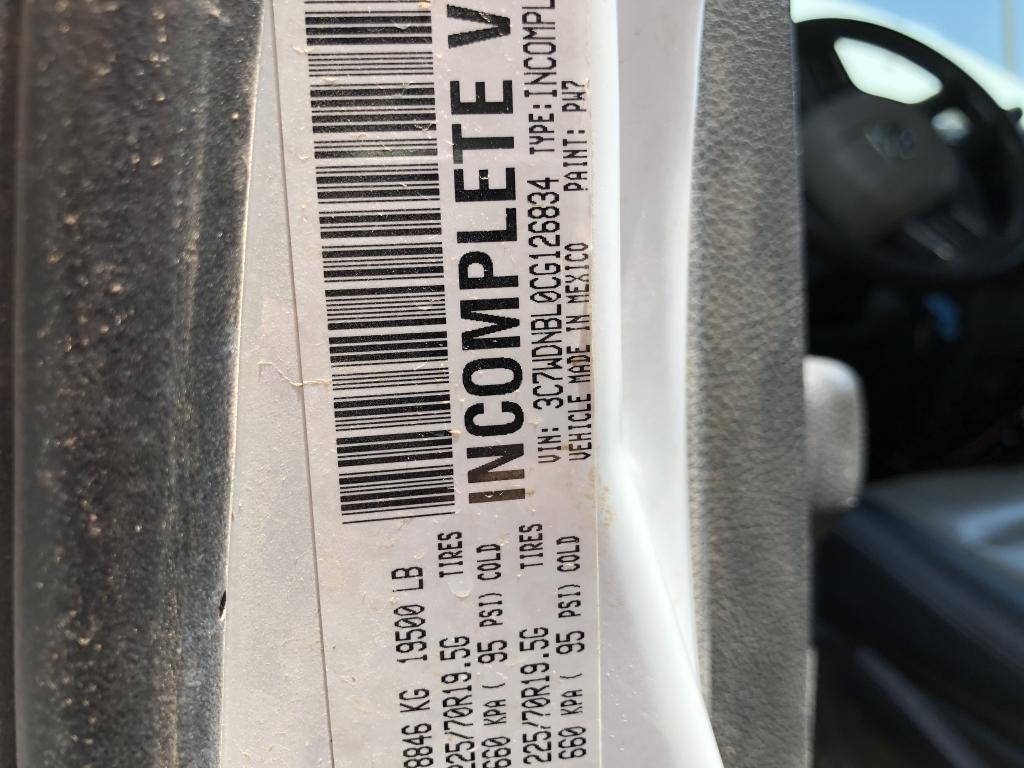 8846 KG 19500 LB
225/70R19.5G TIRES
660 KPA ( 95 PSI) COLD
225/70R19.5G TIRES
660 KPA ( 95 PSI) COLD
INCOMPLETE V
VIN: 3C7WDNBL0CG126834 TYPE: INCOMPL
VEHICLE MADE IN MEXICO PAINT: PW7